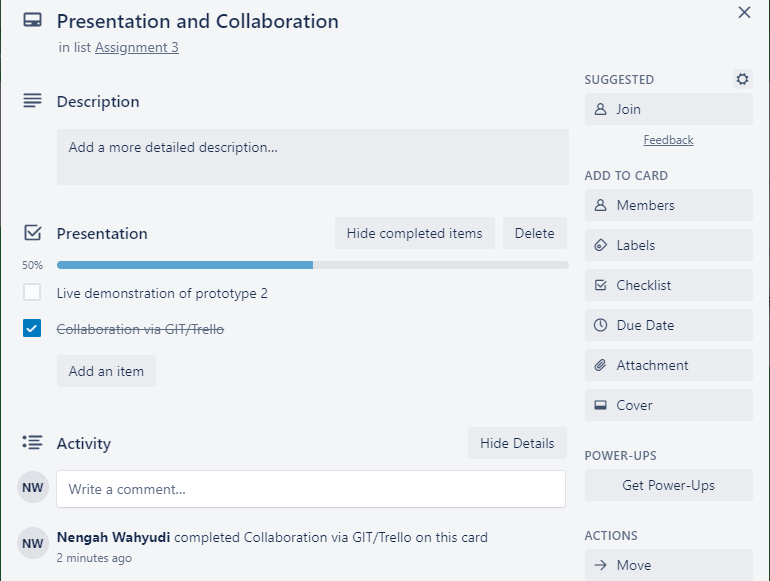 Presentation and Collaboration
in list Assignment 3
Description
Add a more detailed description...
Presentation
Hide completed items
Delete
50%
Live demonstration of prototype 2
Collaboration via GIT/Trello
Add an item
Activity
Hide Details
NW
Write a comment...
NW
Nengah Wahyudi completed Collaboration via GIT/Trello on this card
2 minutes ago
SUGGESTED
Join
Feedback
ADD TO CARD
Members
Labels
Checklist
Due Date
Attachment
Cover
POWER-UPS
Get Power-Ups
ACTIONS
Move